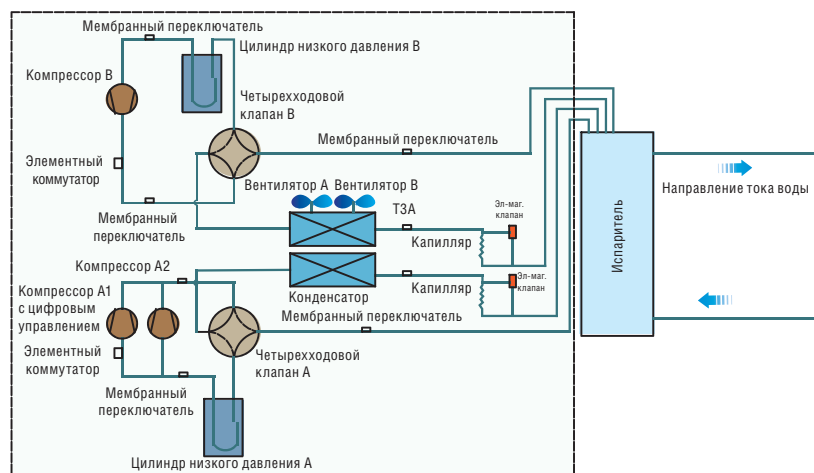 Мембранный переключатель
Цилиндр низкого давления В
Компрессор В
Четырехходовой
клапан В
Мембранный переключатель
Элементный
коммутатор
Вентилятор А
Вентилятор В
Эл-маг.
клапан
Направление тока воды
Мембранный
переключатель
Т3А
Капилляр
Испаритель
Компрессор А2
Эл-маг.
клапан
Компрессор А1
с цифровым
управлением
Конденсатор
Капилляр
Мембранный переключатель
Элементный
коммутатор
Четырехходовой
клапан А
Мембранный
переключатель
Цилиндр низкого давления А